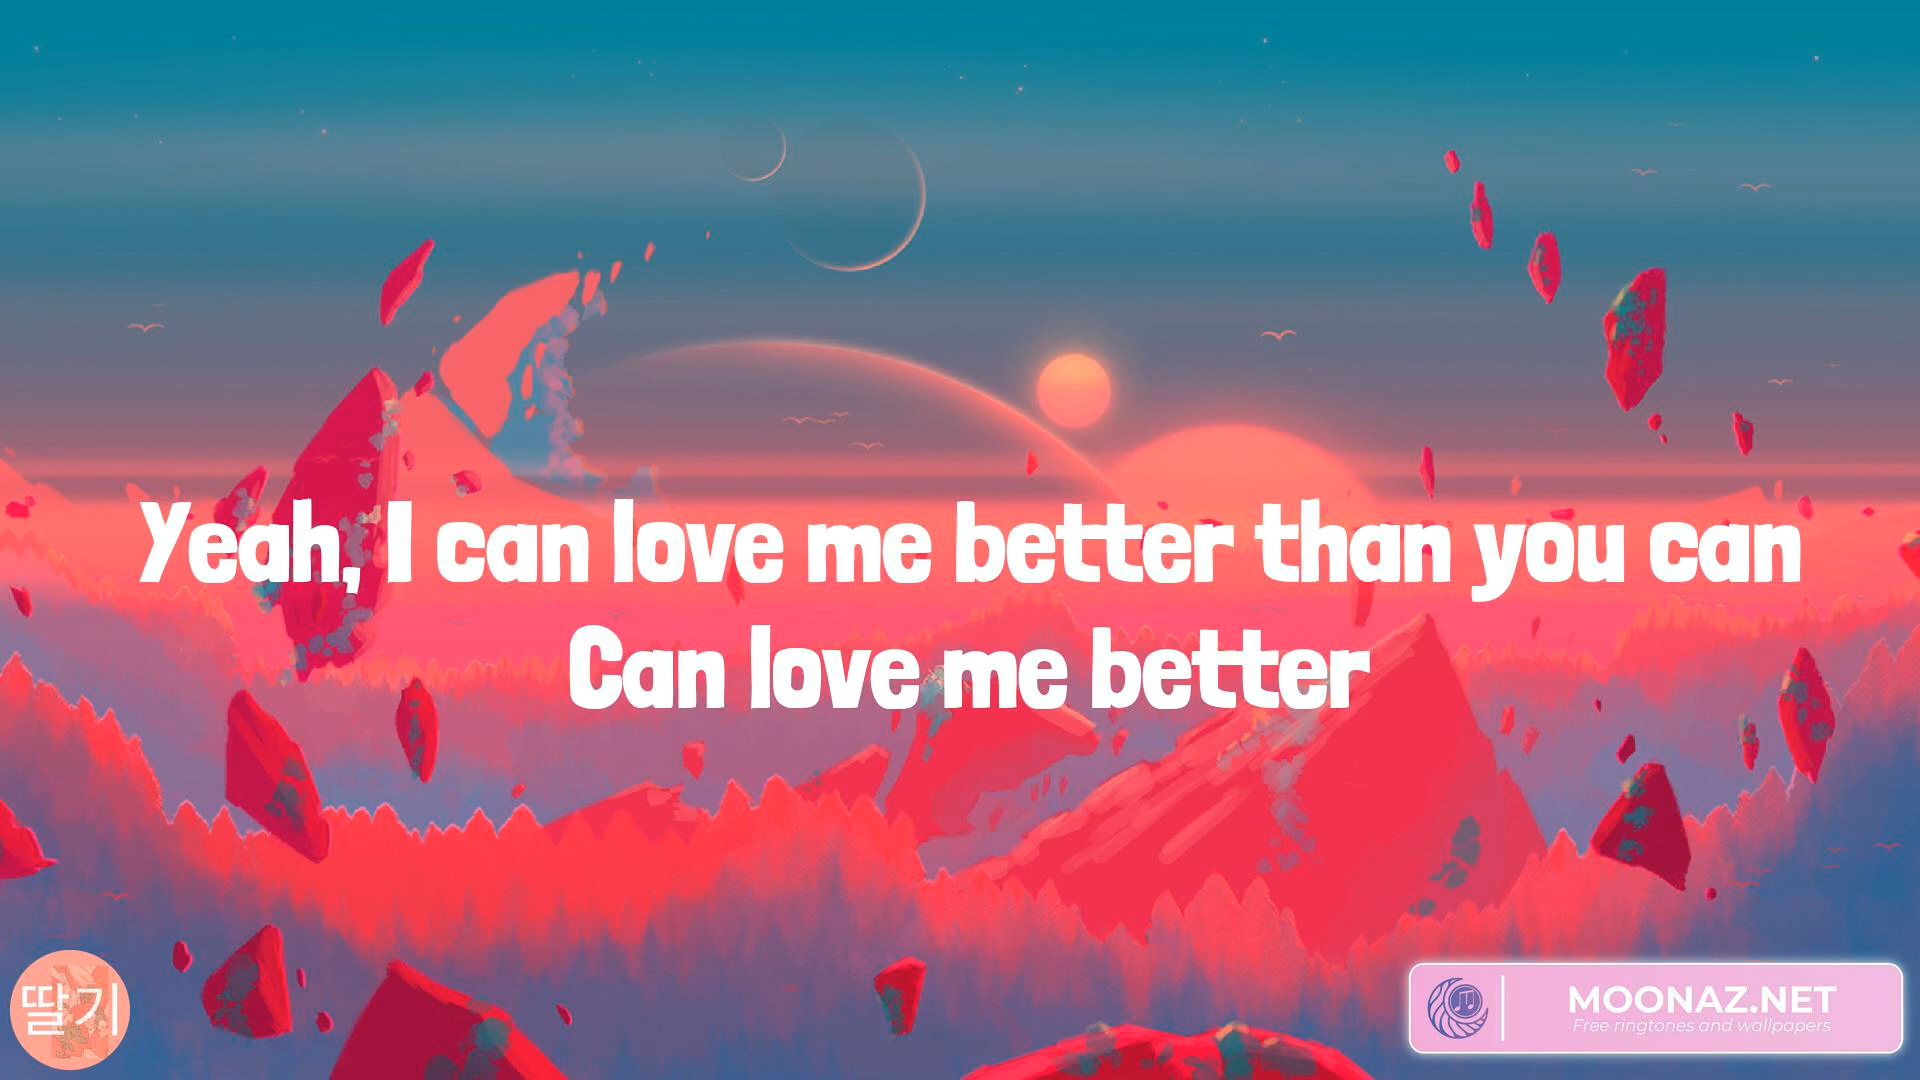 Yeah, I can love me better than you can
Can love me better
딸기
MOONAZ.NET
Free ringtones and wallpapers